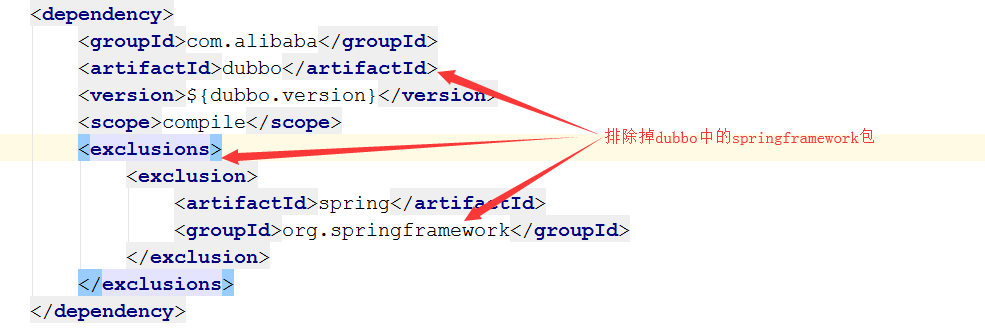 <dependency>
<groupId>com.alibaba</groupId>
<artifactId>dubbo</artifactId>
<version>${dubbo.version}</version>
<scope>compile</scope>
排除掉dubbo中的springframework包
<exclusions>
<exclusion>
<artifactId>spring</artifactId>
<groupId>org.springframework</groupId>
</exclusion>
</exclusions>
</dependency>